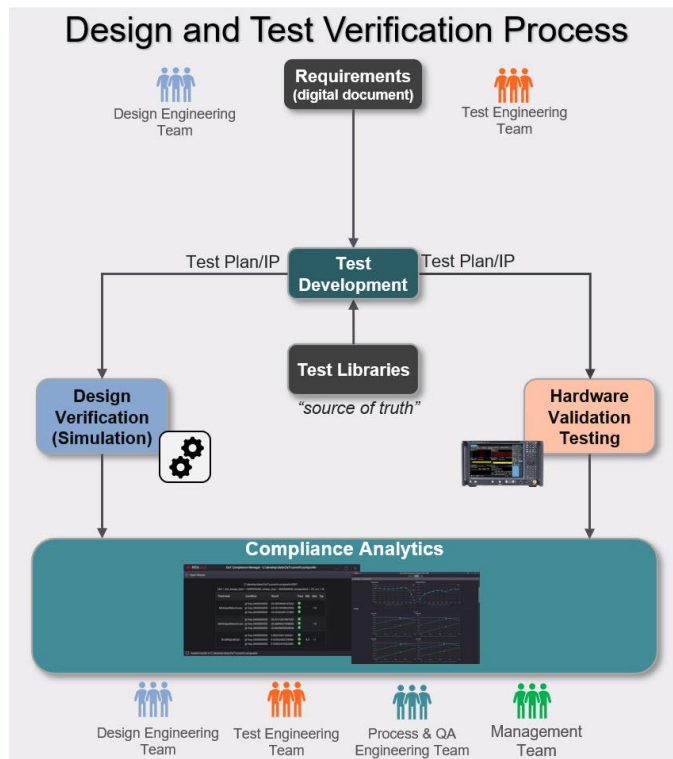 Design and Test Verification Process
Requirements
(digital document)
Design Engineering
Team
Test Engineering
Team
Test Plan/IP
Test
Development
Test Plan/IP
Test Libraries
"source of truth"
Design
Verification
(Simulation)
Hardware
Validation
Testing
Compliance Analytics
Design Engineering
Team
Test Engineering
Team
Process & QA
Engineering Team
Management
Team